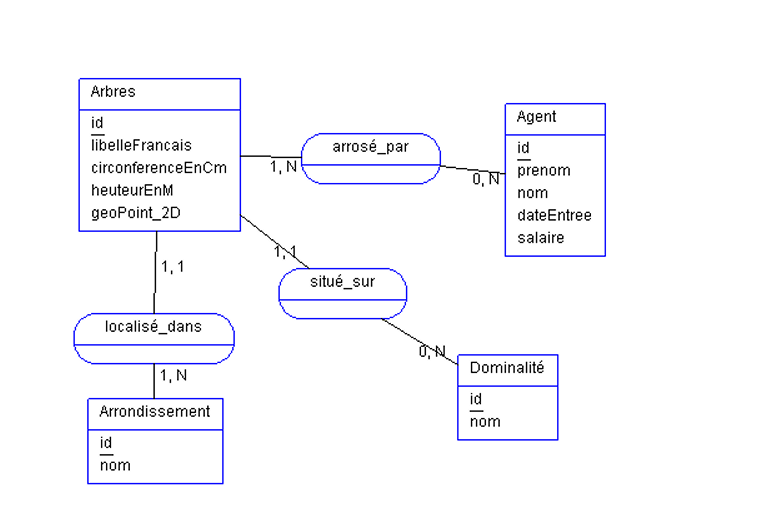 Arbres
id
libelleFrancais
circonferenceEnCm
heuteurEnM
geoPoint_2D
arrosé_par
1, N
0, N
Agent
id
prenom
nom
dateEntree
salaire
1, 1
situé_sur
0, N
Dominalité
id
nom
1, 1
localisé_dans
1, N
Arrondissement
id
nom